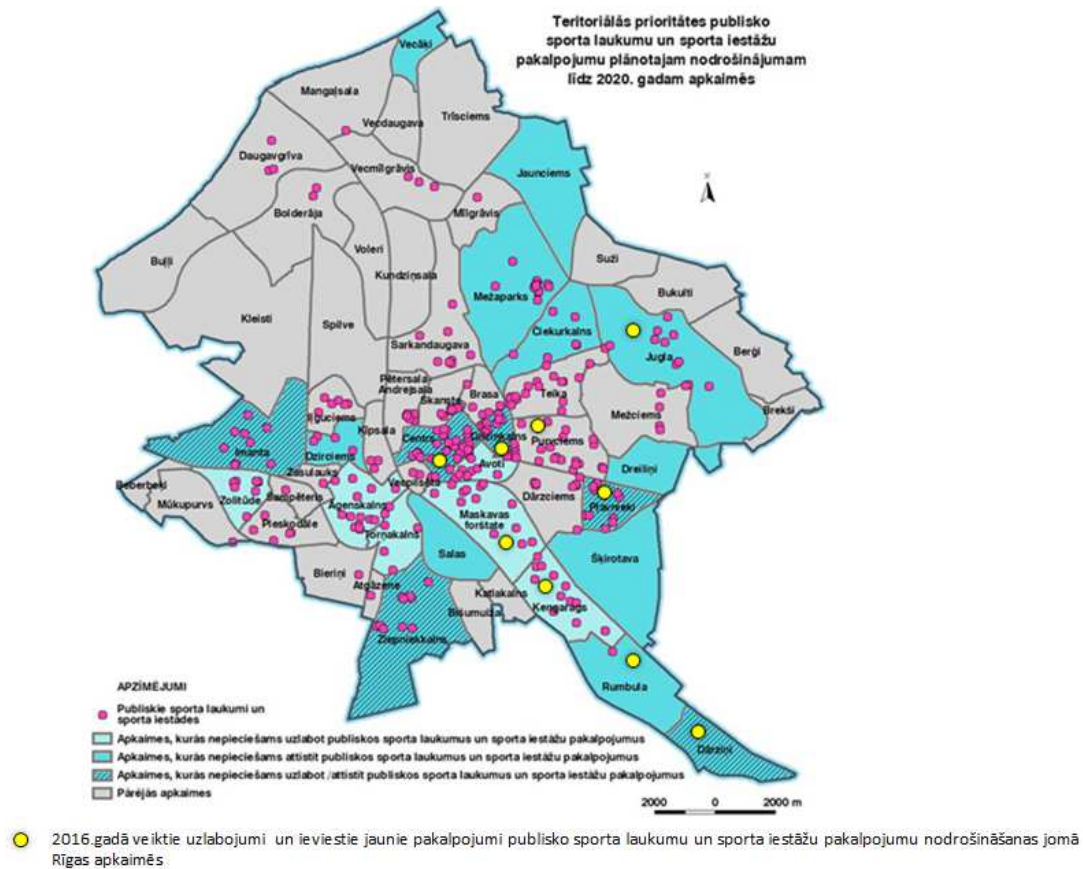 Teritoriālās prioritātes publisko
sporta laukumu un sporta iestāžu
pakalpojumu plānotajam nodrošinājumam
līdz 2020. gadam apkaimēs
Vecāķi
Mangaļsala
Vecdaugava
Trīsciems
Daugavgrīva
Vecmīlgrāvis
Jaunciems
Bolderāja
Mīlgrāvis
Voleri
Buļļi
Kundziņsala
Suži
Mežaparks
Bukulti
Kleisti
Spilve
Čiekurkalns
Sarkandaugava
Jugla
Berģi
Pētersala-
Andrejsala
Skanste
Brasa
Teika
Mežciems
Brekši
Iļģuciems
Ķīpsala
Centrs
Grīziņkalns
Purvciems
Imanta
Dzirciems
Avoti
Dreiliņi
Zasulauks
Vecpilsēta
Beberbeķi
Mūkupurvs
Zolitūde
Šampēteris
Āgenskalns
Dārzciems
Pļavnieki
Maskavas
forštate
Pleskodāle
Torņakalns
Salas
Šķirotava
Bieriņi
Atgāzene
Katlakalns
Bišumuiža
Ķengarags
Ziepniekkalns
Rumbula
Dārziņi
APZĪMĒJUMI
Publiskie sporta laukumi un
sporta iestādes
Apkaimes, kurās nepieciešams uzlabot publiskos sporta laukumus un sporta iestāžu pakalpojumus
Apkaimes, kurās nepieciešams attīstīt publiskos sporta laukumus un sporta iestāžu pakalpojumus
Apkaimes, kurās nepieciešams uzlabot /attīstīt publiskos sporta laukumus un sporta iestāžu pakalpojumus
Pārējās apkaimes
2000 0 2000 m
2016.gadā veiktie uzlabojumi un ieviestie jaunie pakalpojumi publisko sporta laukumu un sporta iestāžu pakalpojumu nodrošināšanas jomā
Rīgas apkaimēs